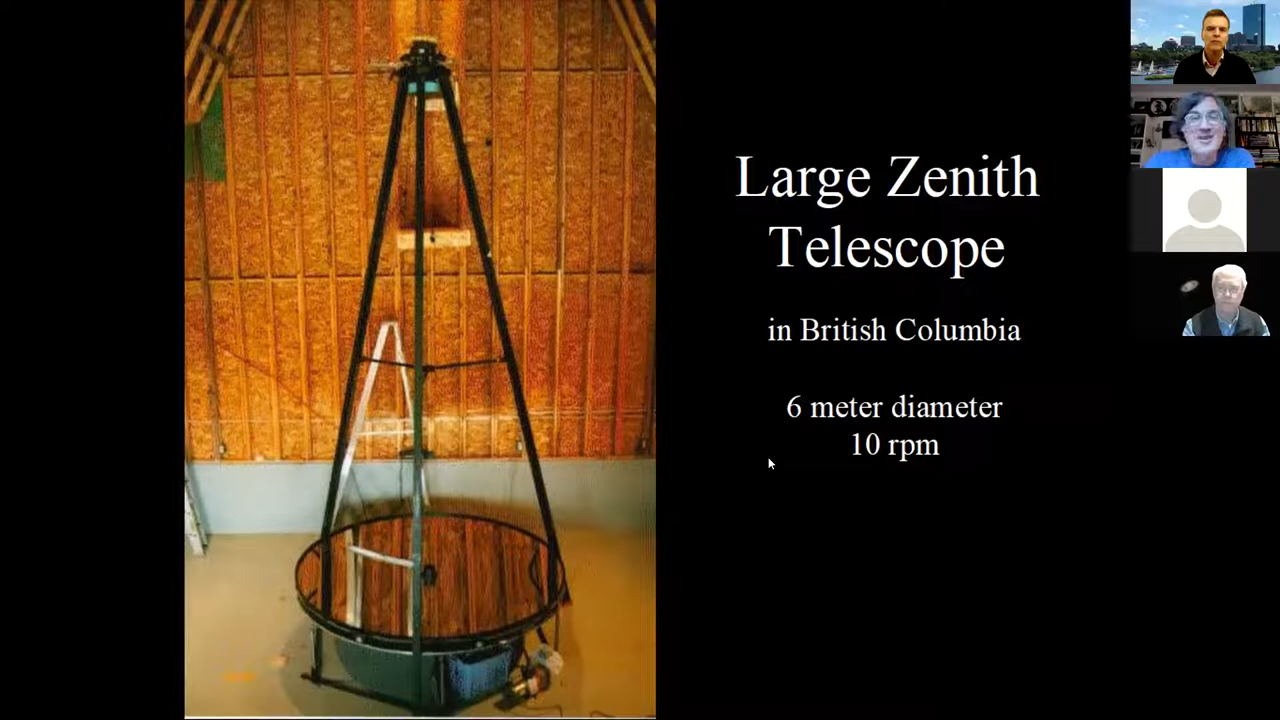 Large Zenith
Telescope
in British Columbia
6 meter diameter
10 rpm